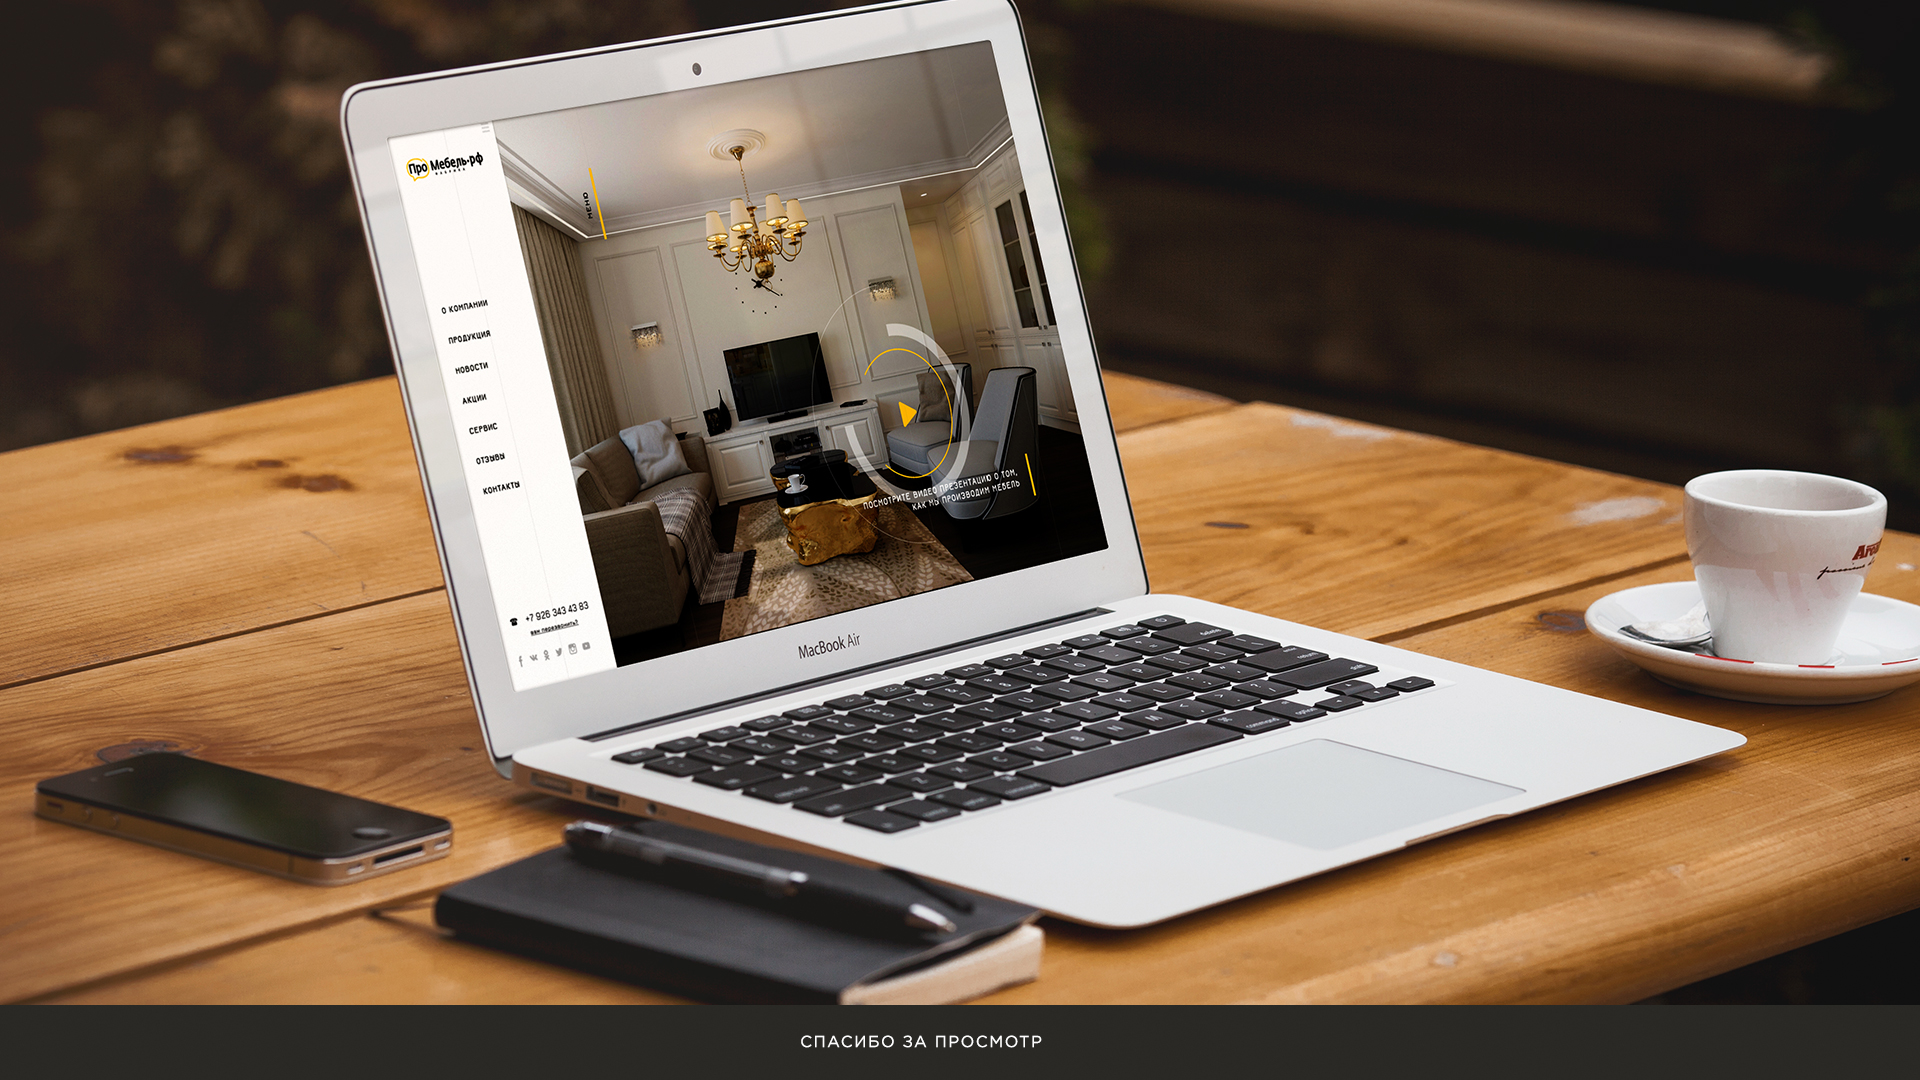 Про Мебель.рф
ФАБРИКА
МЕНЮ
О КОМПАНИИ
ПРОДУКЦИЯ
НОВОСТИ
АКЦИИ
СЕРВИС
ОТЗЫВЫ
КОНТАКТЫ
ПОСМОТРИТЕ ВИДЕО ПРЕЗЕНТАЦИЮ О ТОМ,
КАК МЫ ПРОИЗВОДИМ МЕБЕЛЬ
+7 926 343 43 83
вам перезвонить?
MacBook Air
СПАСИБО ЗА ПРОСМОТР